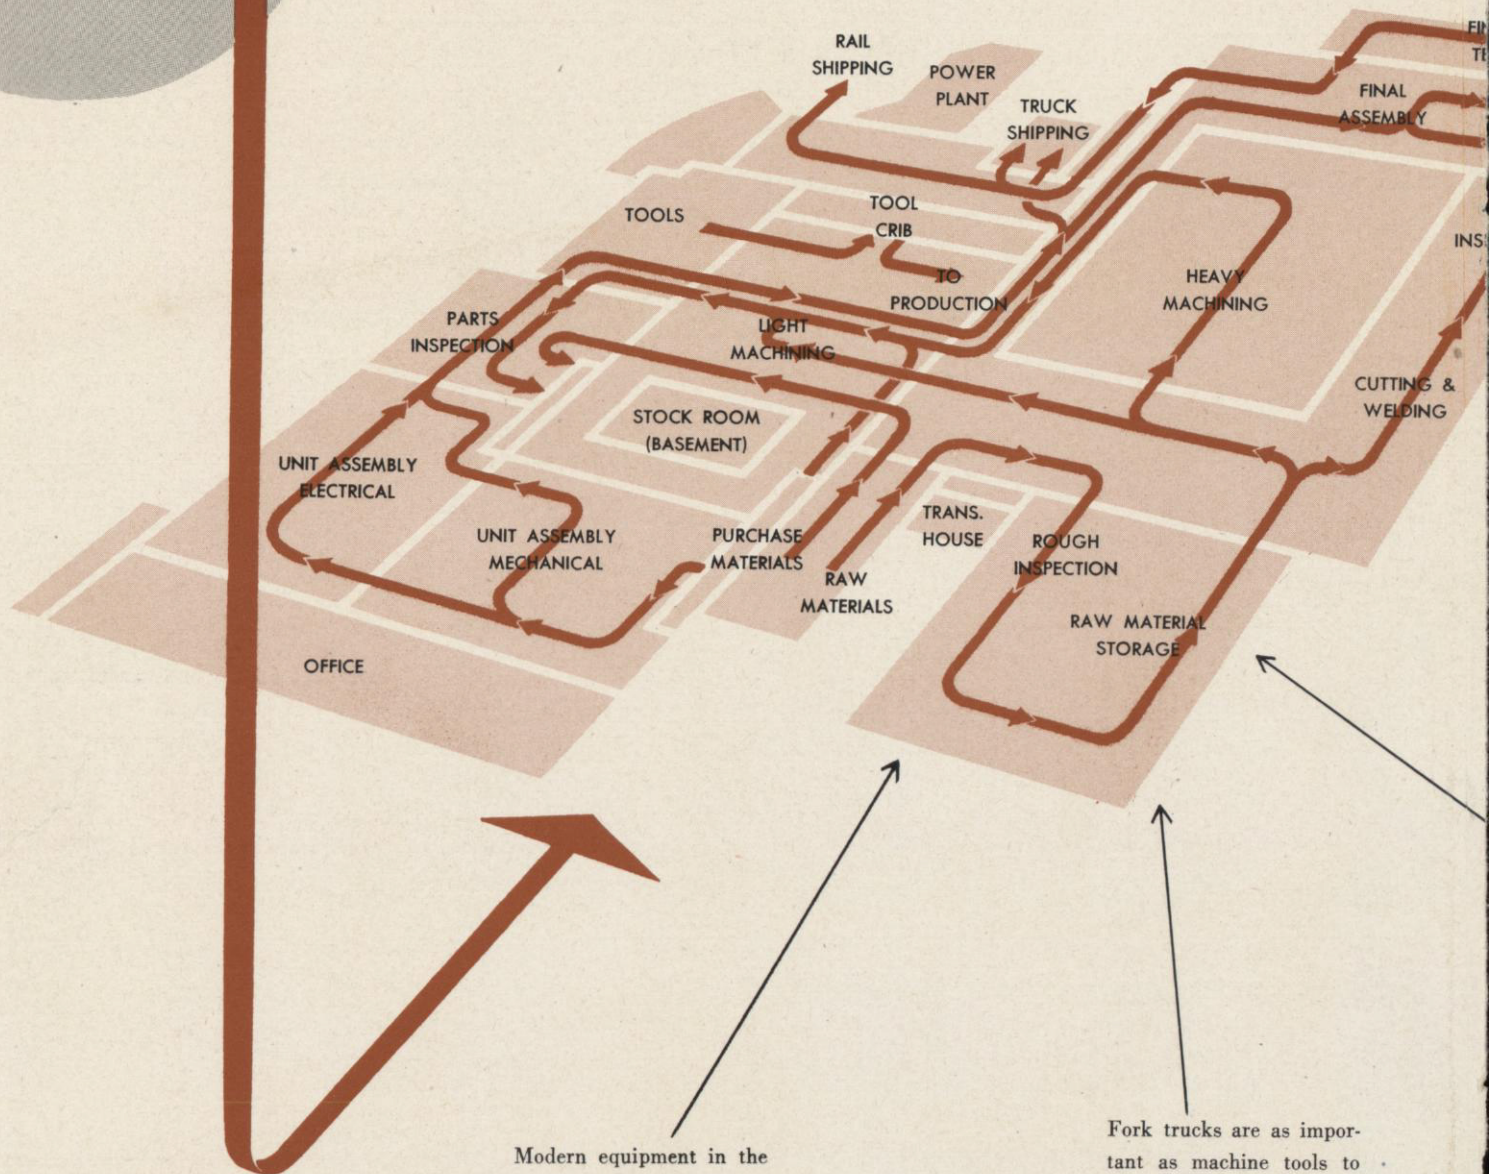 RAIL
SHIPPING
POWER
PLANT
TRUCK
SHIPPING
FINAL
ASSEMBLY
TOOLS
TOOL
CRIB
TO
PRODUCTION
HEAVY
MACHINING
PARTS
INSPECTION
LIGHT
MACHINING
CUTTING &
WELDING
STOCK ROOM
(BASEMENT)
UNIT ASSEMBLY
ELECTRICAL
UNIT ASSEMBLY
MECHANICAL
PURCHASE
MATERIALS
RAW
MATERIALS
TRANS.
HOUSE
ROUGH
INSPECTION
RAW MATERIAL
STORAGE
OFFICE
Modern equipment in the
Fork trucks are as impor-
tant as machine tools to